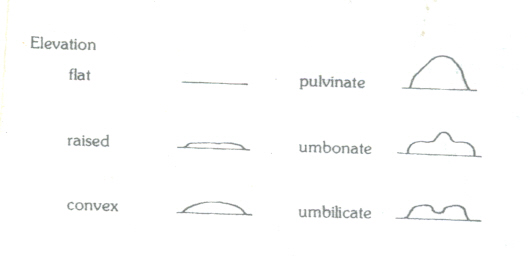 Elevation
flat
pulvinate
raised
umbonate
convex
umbilicate